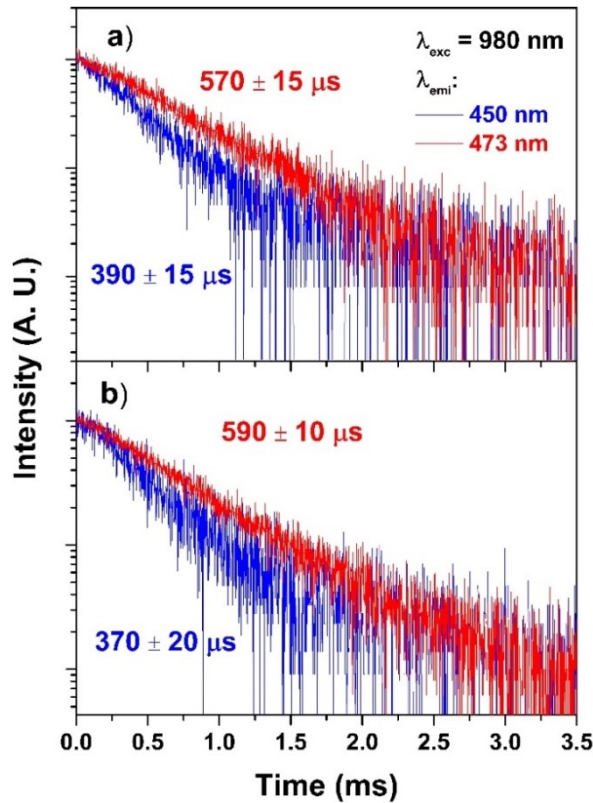 a)
λexc = 980 nm
570 ± 15 μs
λemi:
450 nm
473 nm
390 ± 15 μs
b)
590 ± 10 μs
370 ± 20 μs
Intensity (A. U.)
0.0 0.5 1.0 1.5 2.0 2.5 3.0 3.5
Time (ms)